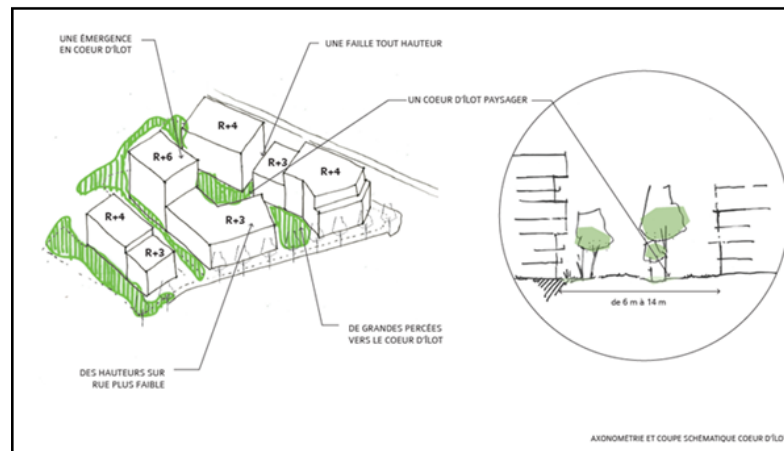 UNE ÉMERGENCE
EN COEUR D'ÎLOT
UNE FAILLE TOUT HAUTEUR
UN COEUR D'ÎLOT PAYSAGER
R+4
R+6
R+3
R+4
R+4
R+3
R+3
de 6 m à 14 m
DE GRANDES PERCÉES
VERS LE COEUR D'ÎLOT
DES HAUTEURS SUR
RUE PLUS FAIBLE
AXONOMÉTRIE ET COUPE SCHÉMATIQUE COEUR D'ÎLO